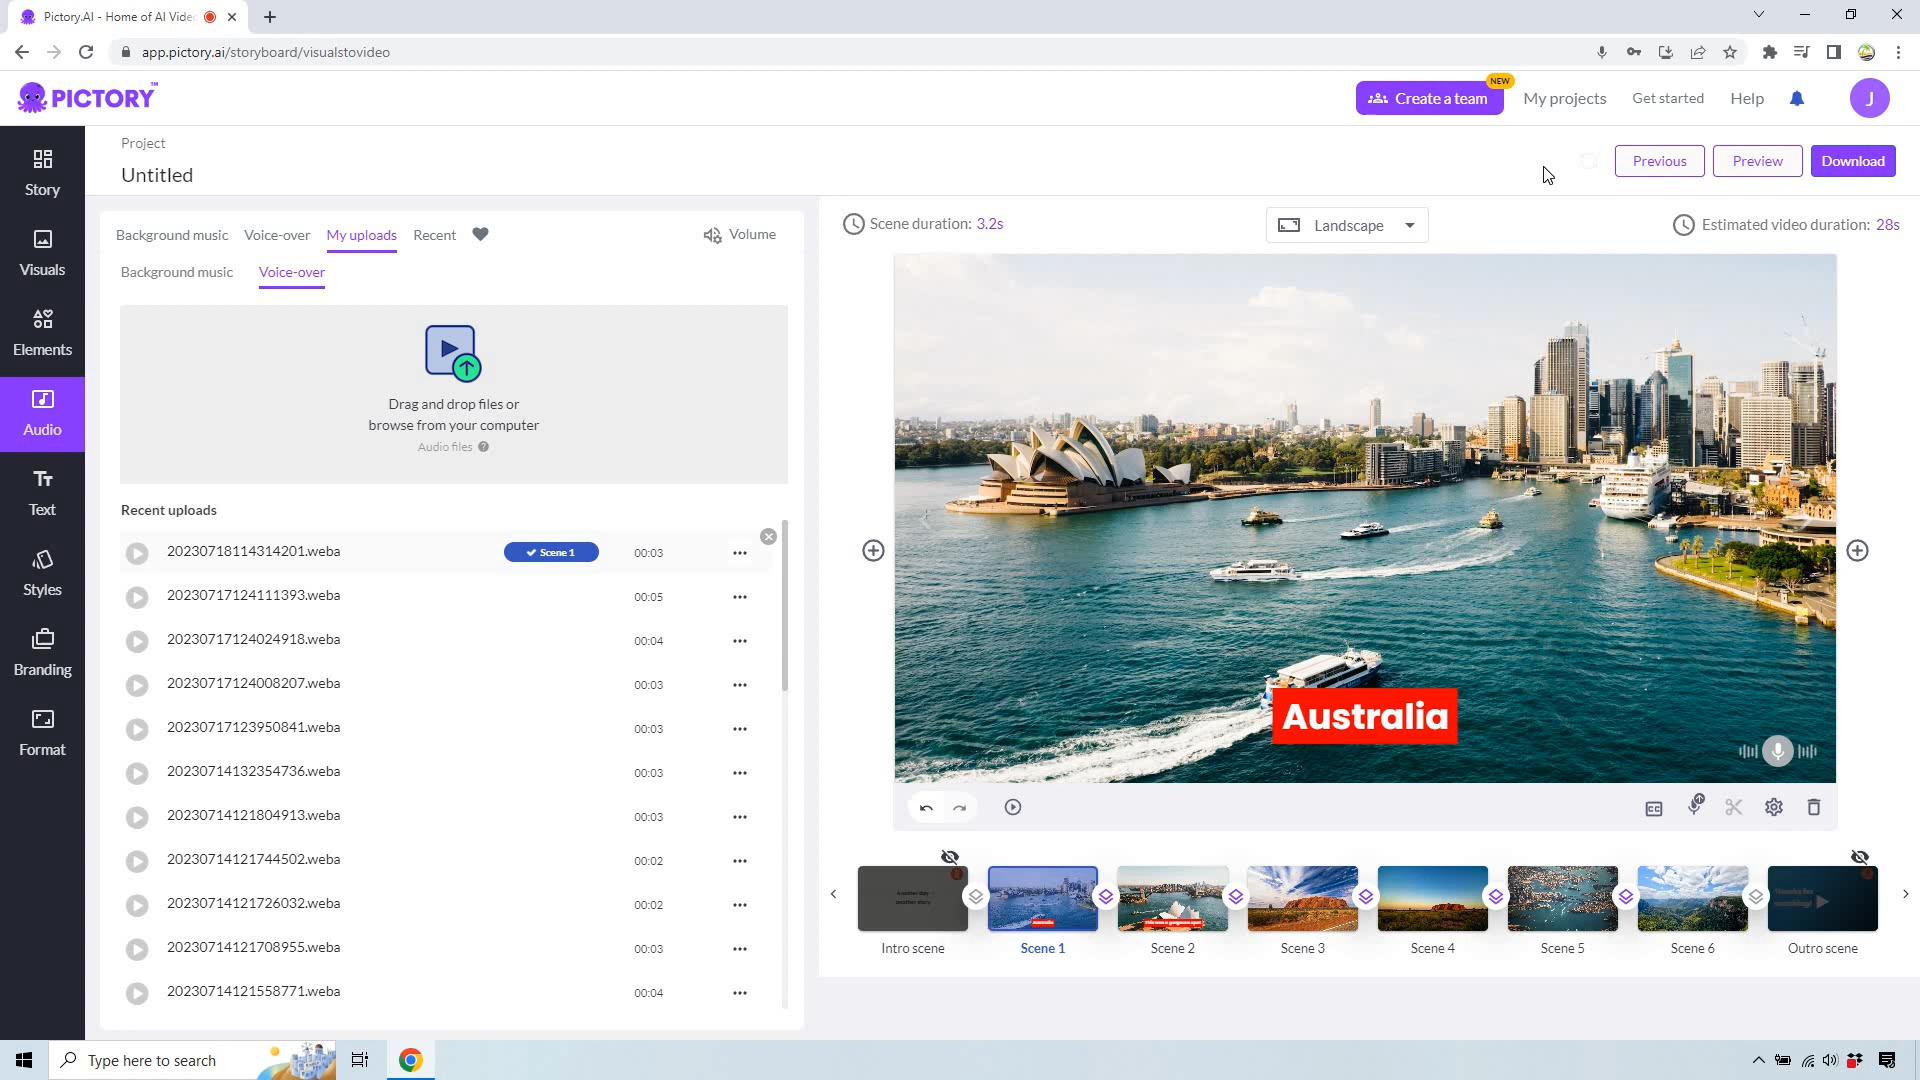 Pictory.AI - Home of AI Vide
app.pictory.ai/storyboard/visualstovideo
PICTORY™
NEW
Create a team
My projects
Get started
Help
J
Project
Untitled
Previous
Preview
Download
Story
Visuals
Elements
Audio
Text
Styles
Branding
Format
Background music
Voice-over
My uploads
Recent
Volume
Background music
Voice-over
Drag and drop files or
browse from your computer
Audio files ?
Recent uploads
20230718114314201.weba Scene 1 00:03
20230717124111393.weba 00:05
20230717124024918.weba 00:04
20230717124008207.weba 00:03
20230717123950841.weba 00:03
20230714132354736.weba 00:03
20230714121804913.weba 00:03
20230714121744502.weba 00:02
20230714121726032.weba 00:02
20230714121708955.weba 00:03
20230714121558771.weba 00:04
Scene duration: 3.2s
Landscape
Estimated video duration: 28s
Australia
CC
Another day
another story
Australia
Intro scene
Scene 1
Scene 2
Scene 3
Scene 4
Scene 5
Scene 6
Outro scene
Type here to search